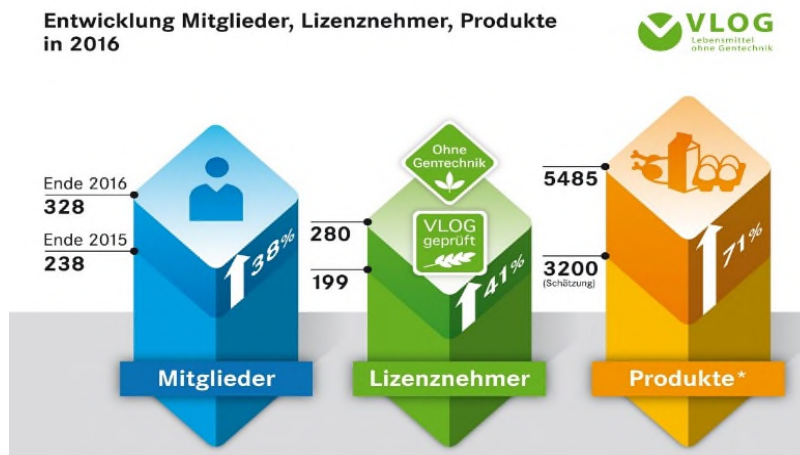 Entwicklung Mitglieder, Lizenznehmer, Produkte
in 2016
VLOG
Lebensmittel
ohne Gentechnik
Ende 2016
328
Ende 2015
238
38%
Mitglieder
Ohne
GenTechnik
VLOG
geprüft
280
199
41%
Lizenznehmer
5485
3200
(Schätzung)
71%
Produkte*